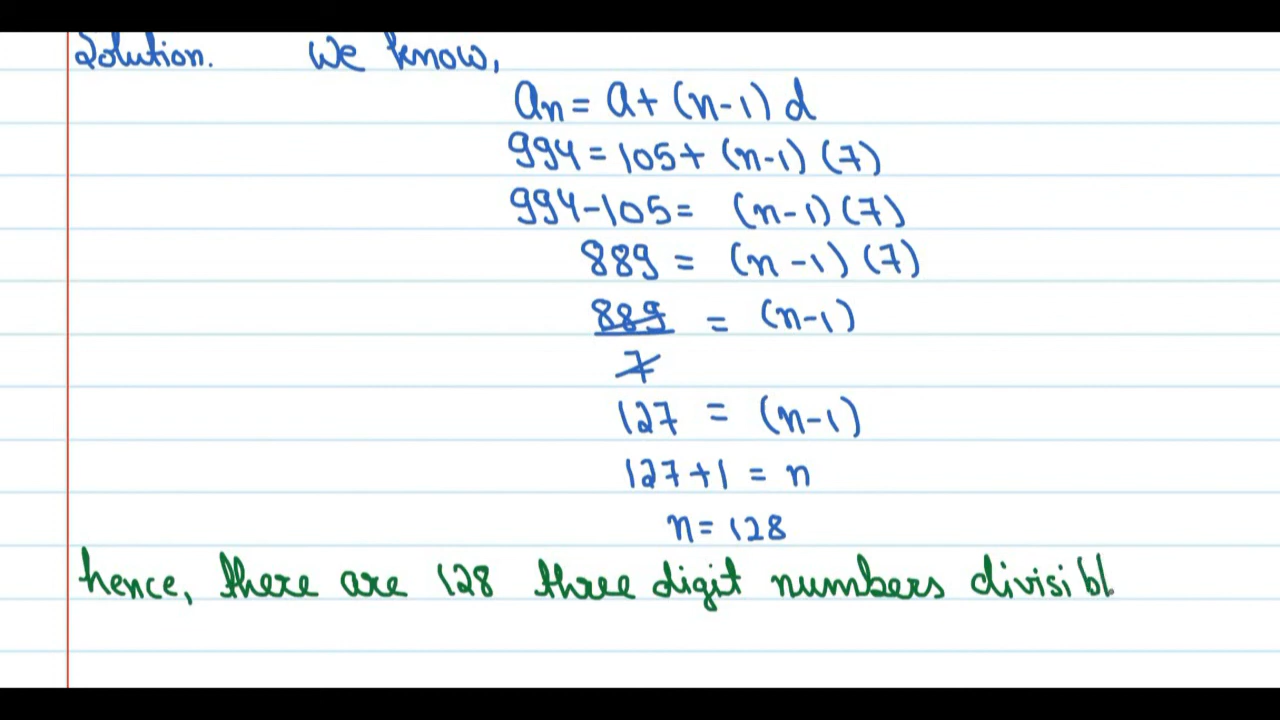 Solution. We know,
an = a + (n-1) d
994 = 105 + (n-1) (7)
994-105 = (n-1) (7)
889 = (n-1) (7)
889 = (n-1)
7
127 = (n-1)
127+1 = n
n = 128
hence, there are 128 three digit numbers divisibl